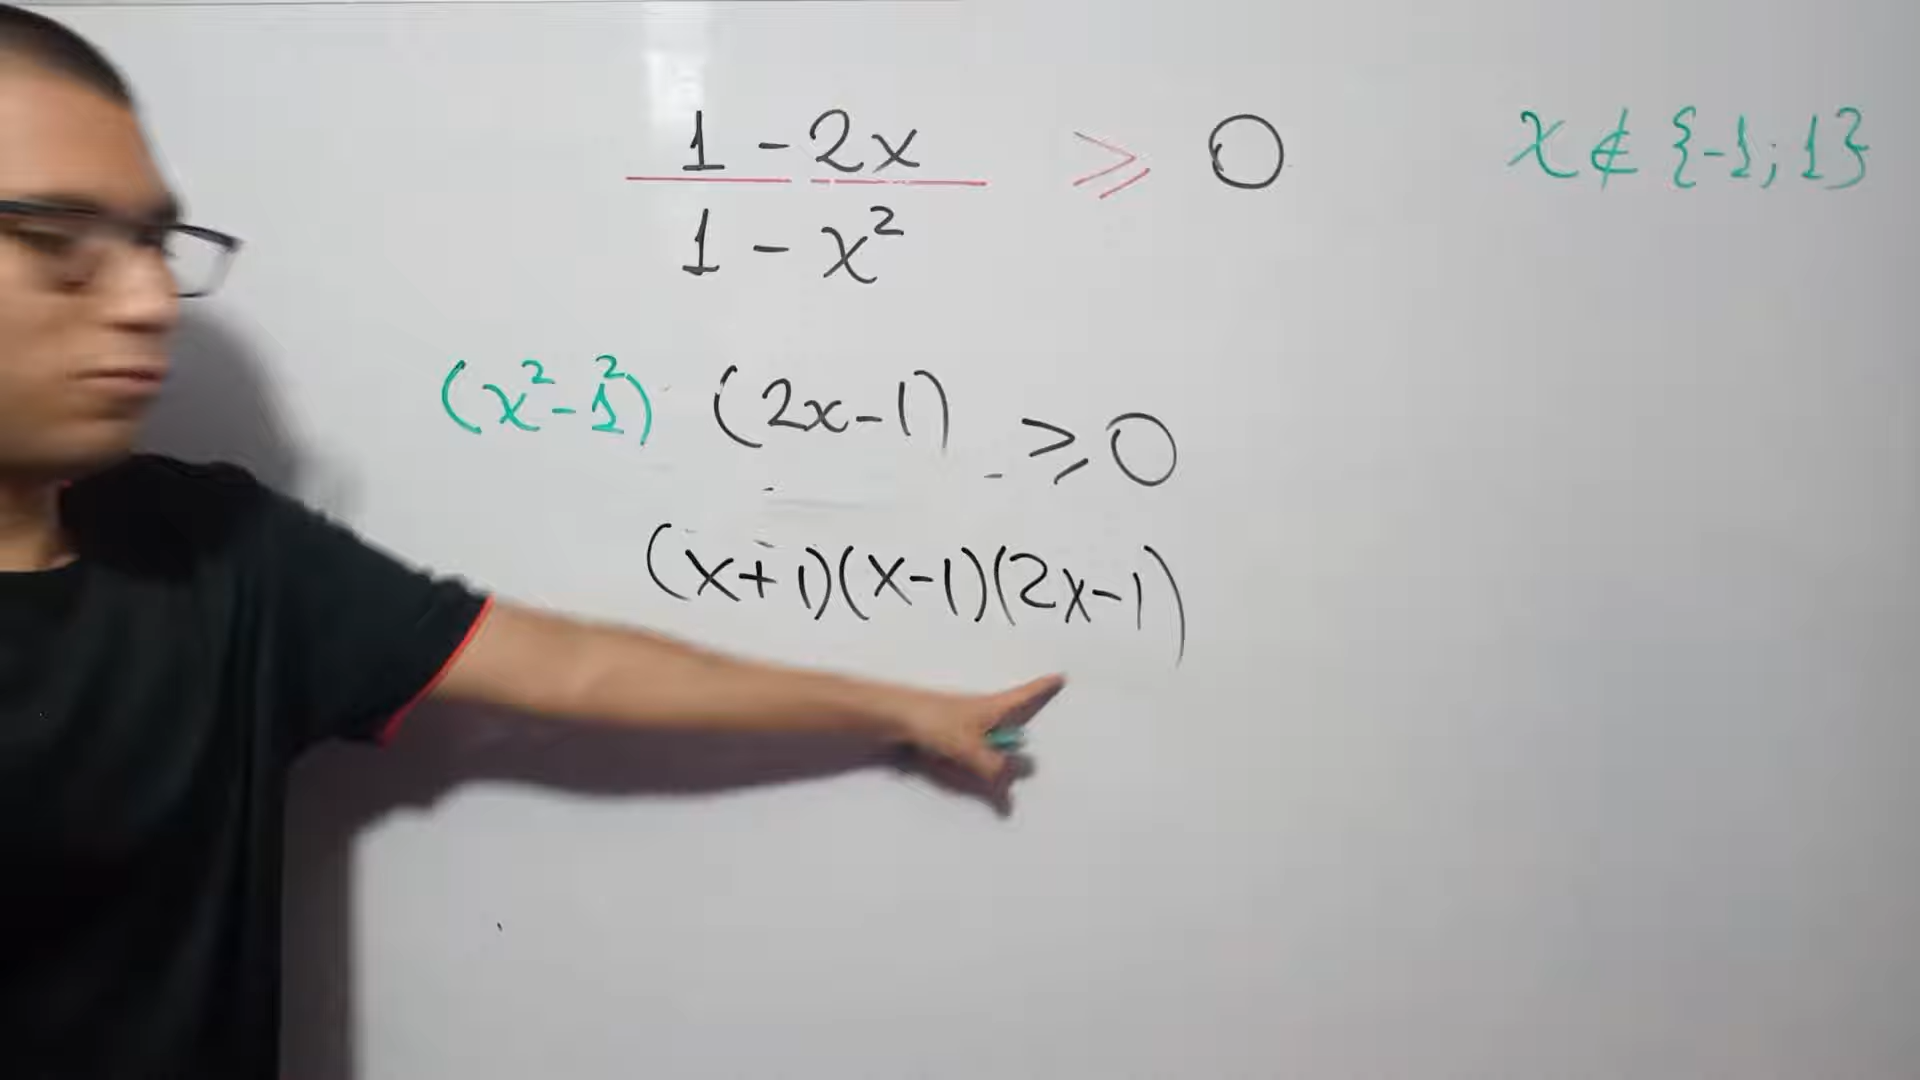 1 - 2x
⩾ 0
x ∉ {-1; 1}
1 - x²
(x² - 1²) (2x - 1) ⩾ 0
(x + 1)(x - 1)(2x - 1)